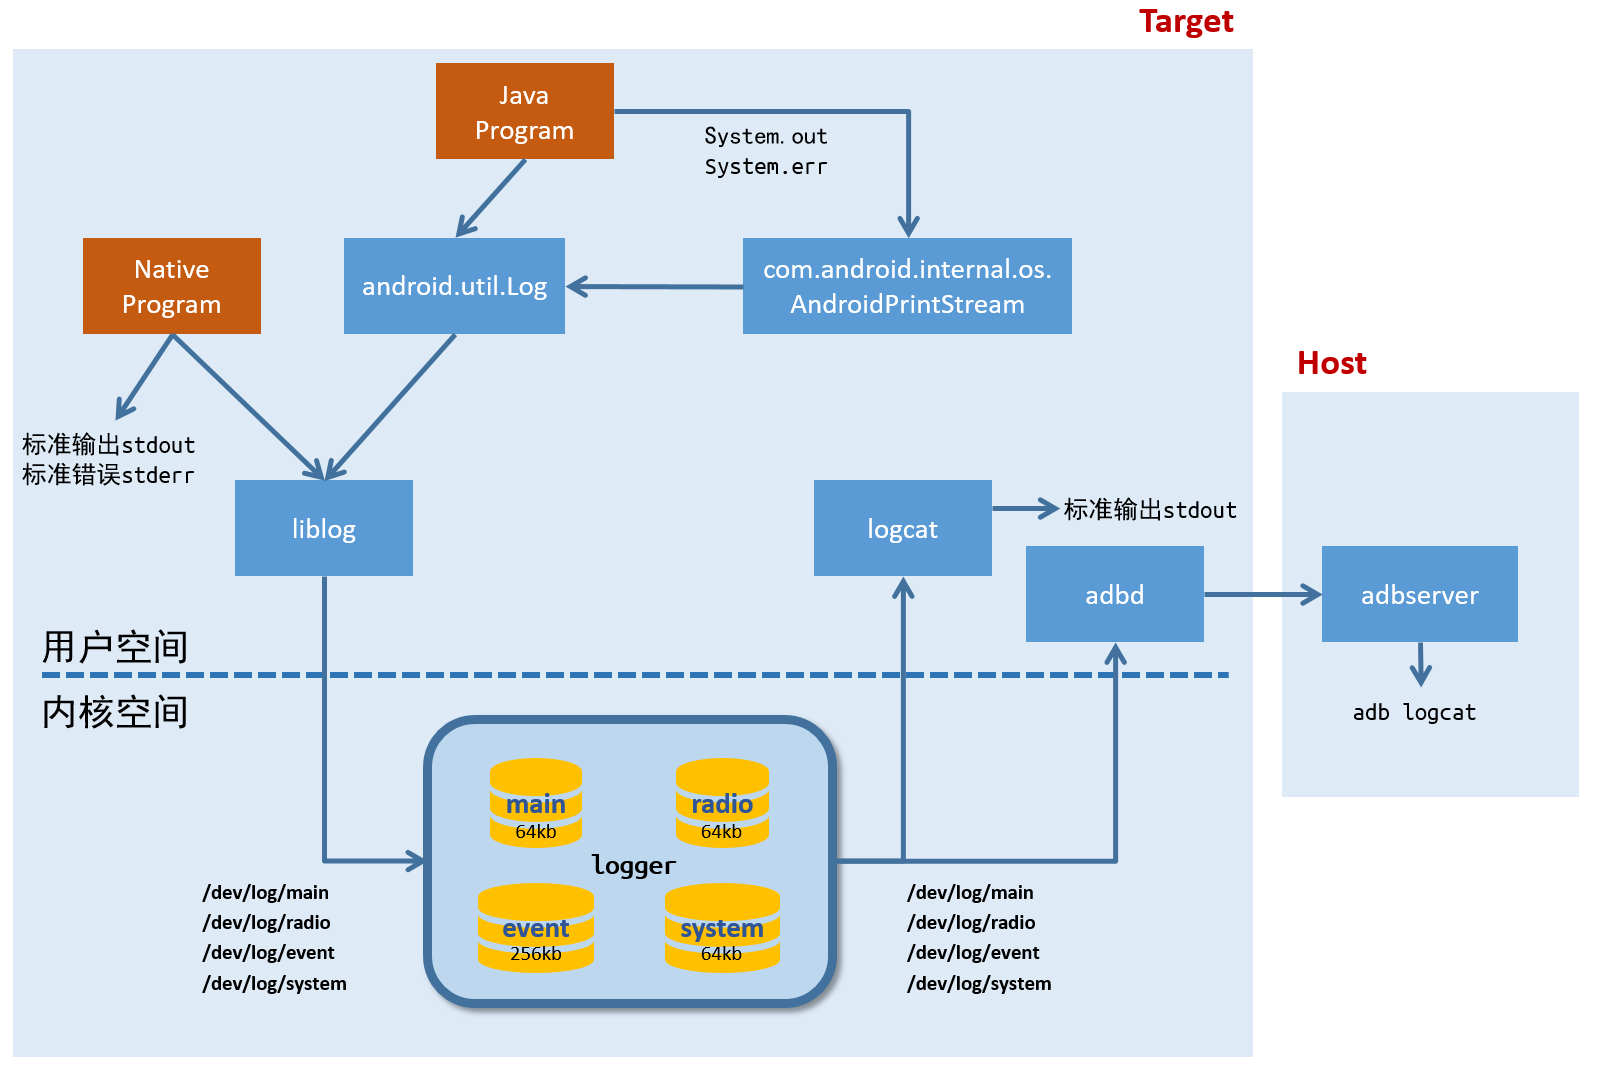 Target
Java
Program
System.out
System.err
Native
Program
android.util.Log
com.android.internal.os.
AndroidPrintStream
Host
标准输出stdout
标准错误stderr
liblog
logcat
标准输出stdout
adbd
adbserver
用户空间
内核空间
adb logcat
main
64kb
radio
64kb
logger
event
256kb
system
64kb
/dev/log/main
/dev/log/radio
/dev/log/event
/dev/log/system
/dev/log/main
/dev/log/radio
/dev/log/event
/dev/log/system